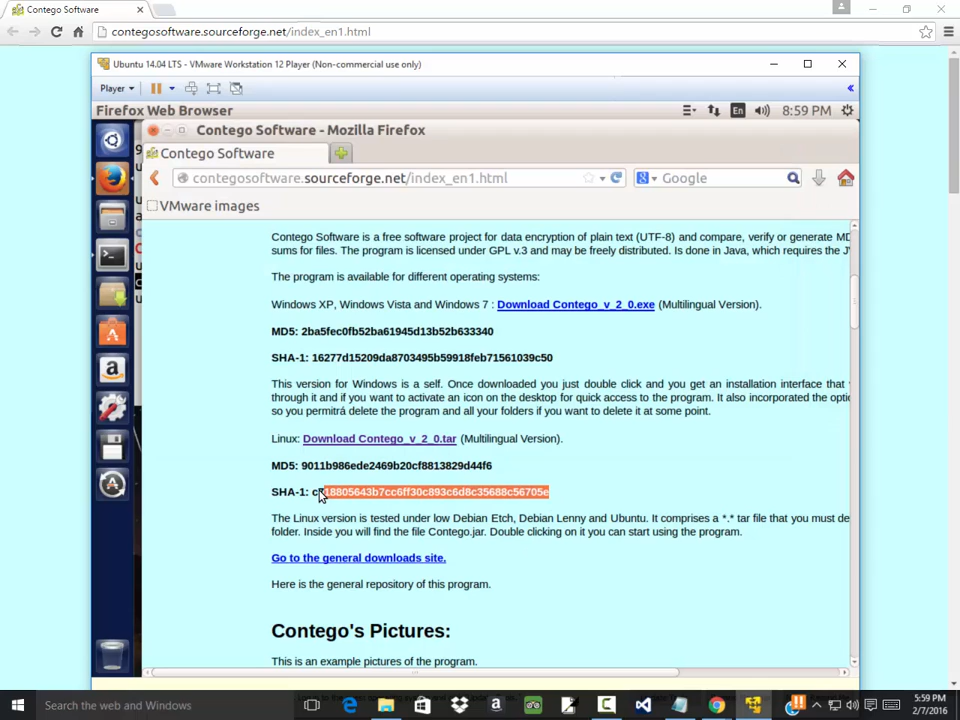 Contego Software
contegosoftware.sourceforge.net/index_en1.html
Ubuntu 14.04 LTS - VMware Workstation 12 Player (Non-commercial use only)
Player
Firefox Web Browser
En
8:59 PM
Contego Software - Mozilla Firefox
Contego Software
contegosoftware.sourceforge.net/index_en1.html
Google
VMware images
Contego Software is a free software project for data encryption of plain text (UTF-8) and compare, verify or generate MD
sums for files. The program is licensed under GPL v.3 and may be freely distributed. Is done in Java, which requires the J
The program is available for different operating systems:
Windows XP, Windows Vista and Windows 7 : Download Contego_v_2_0.exe (Multilingual Version).
MD5: 2ba5fec0fb52ba61945d13b52b633340
SHA-1: 16277d15209da8703495b59918feb71561039c50
This version for Windows is a self. Once downloaded you just double click and you get an installation interface that
through it and if you want to activate an icon on the desktop for quick access to the program. It also incorporated the optio
so you permitrá delete the program and all your folders if you want to delete it at some point.
Linux: Download Contego_v_2_0.tar (Multilingual Version).
MD5: 9011b986ede2469b20cf8813829d44f6
SHA-1: 18805643b7cc6ff30c893c6d8c35688c56705e
The Linux version is tested under low Debian Etch, Debian Lenny and Ubuntu. It comprises a *.* tar file that you must de
folder. Inside you will find the file Contego.jar. Double clicking on it you can start using the program.
Go to the general downloads site.
Here is the general repository of this program.
Contego's Pictures:
This is an example pictures of the program.
Search the web and Windows
5:59 PM
2/7/2016